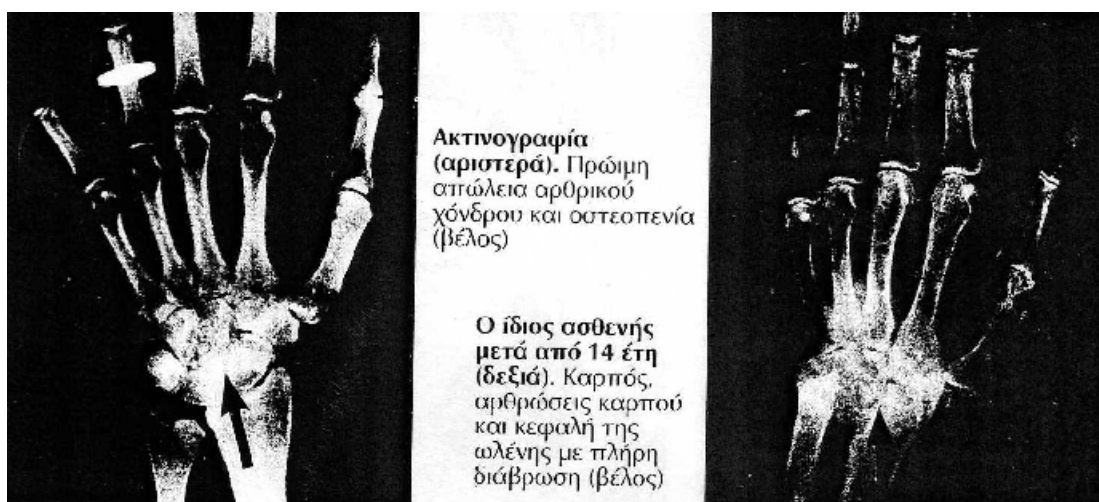 Ακτινογραφία
(αριστερά). Πρώιμη
απώλεια αρθρικού
χόνδρου και οστεοπενία
(βέλος)
Ο ίδιος ασθενής
μετά από 14 έτη
(δεξιά). Καρπός,
αρθρώσεις καρπού
και κεφαλή της
ωλένης με πλήρη
διάβρωση (βέλος)